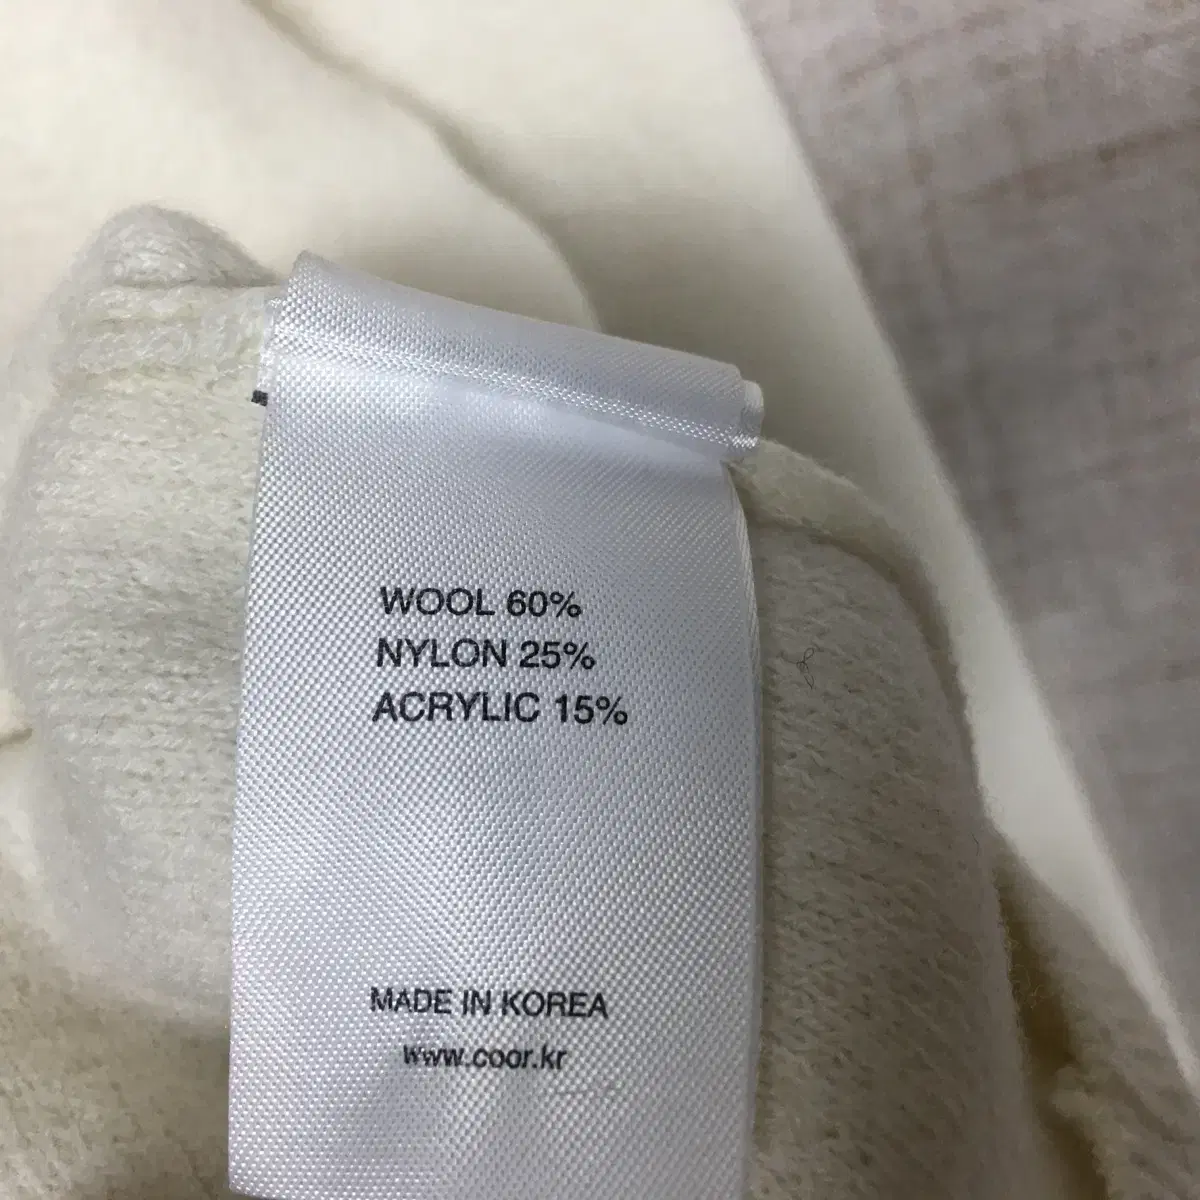 WOOL 60%
NYLON 25%
ACRYLIC 15%
MADE IN KOREA
www.coor.kr